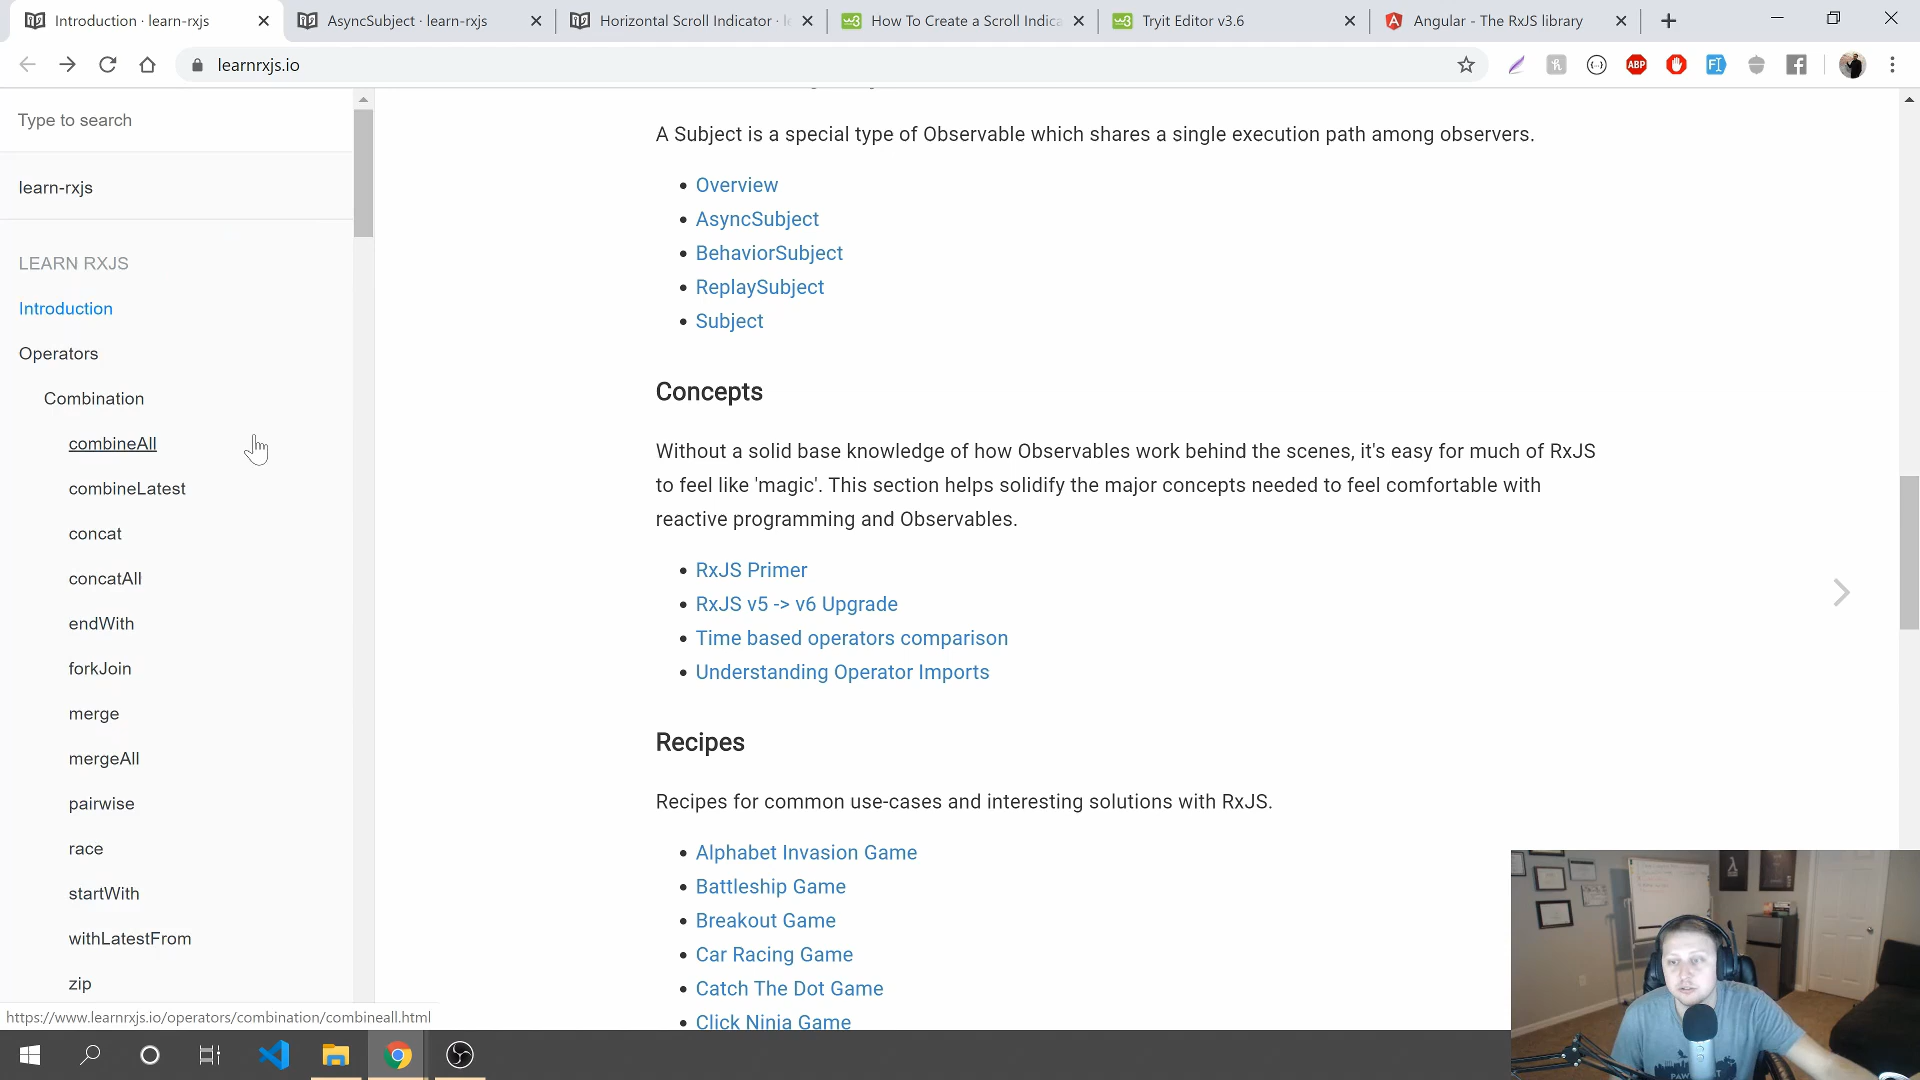 Introduction · learn-rxjs
AsyncSubject · learn-rxjs
Horizontal Scroll Indicator ·
How To Create a Scroll Indica
Tryit Editor v3.6
Angular - The RxJS library
learnrxjs.io
ABP
Type to search
learn-rxjs
LEARN RXJS
Introduction
Operators
Combination
combineAll
combineLatest
concat
concatAll
endWith
forkJoin
merge
mergeAll
pairwise
race
startWith
withLatestFrom
zip
https://www.learnrxjs.io/operators/combination/combineall.html
A Subject is a special type of Observable which shares a single execution path among observers.
Overview
AsyncSubject
BehaviorSubject
ReplaySubject
Subject
Concepts
Without a solid base knowledge of how Observables work behind the scenes, it's easy for much of RxJS
to feel like 'magic'. This section helps solidify the major concepts needed to feel comfortable with
reactive programming and Observables.
RxJS Primer
RxJS v5 -> v6 Upgrade
Time based operators comparison
Understanding Operator Imports
Recipes
Recipes for common use-cases and interesting solutions with RxJS.
Alphabet Invasion Game
Battleship Game
Breakout Game
Car Racing Game
Catch The Dot Game
Click Ninja Game